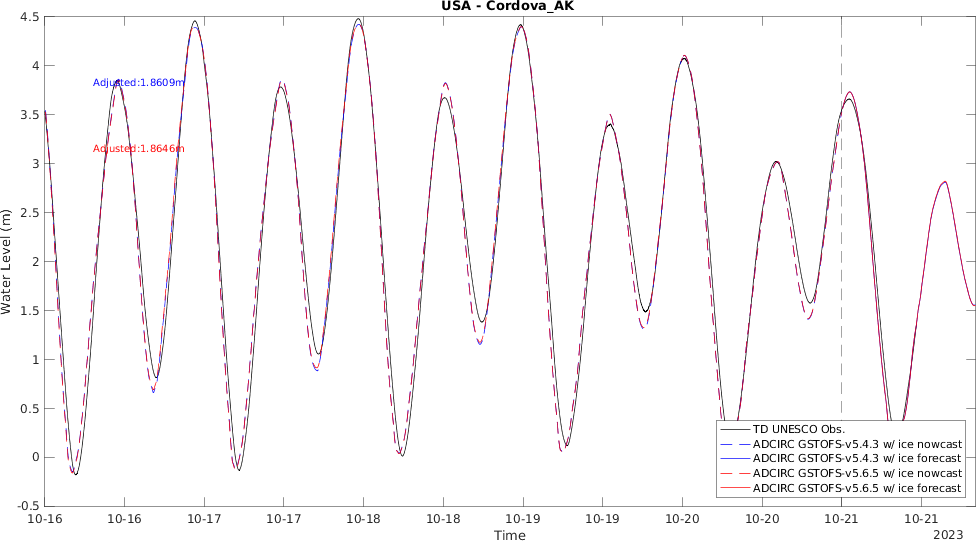 USA - Cordova_AK
4.5
4
3.5
3
2.5
2
1.5
1
0.5
0
-0.5
Water Level (m)
Adjusted:1.8609m
Adjusted:1.8646m
TD UNESCO Obs.
ADCIRC GSTOFS-v5.4.3 w/ ice nowcast
ADCIRC GSTOFS-v5.4.3 w/ ice forecast
ADCIRC GSTOFS-v5.6.5 w/ ice nowcast
ADCIRC GSTOFS-v5.6.5 w/ ice forecast
10-16 10-16 10-17 10-17 10-18 10-18 10-19 10-19 10-20 10-20 10-21 10-21
Time
2023